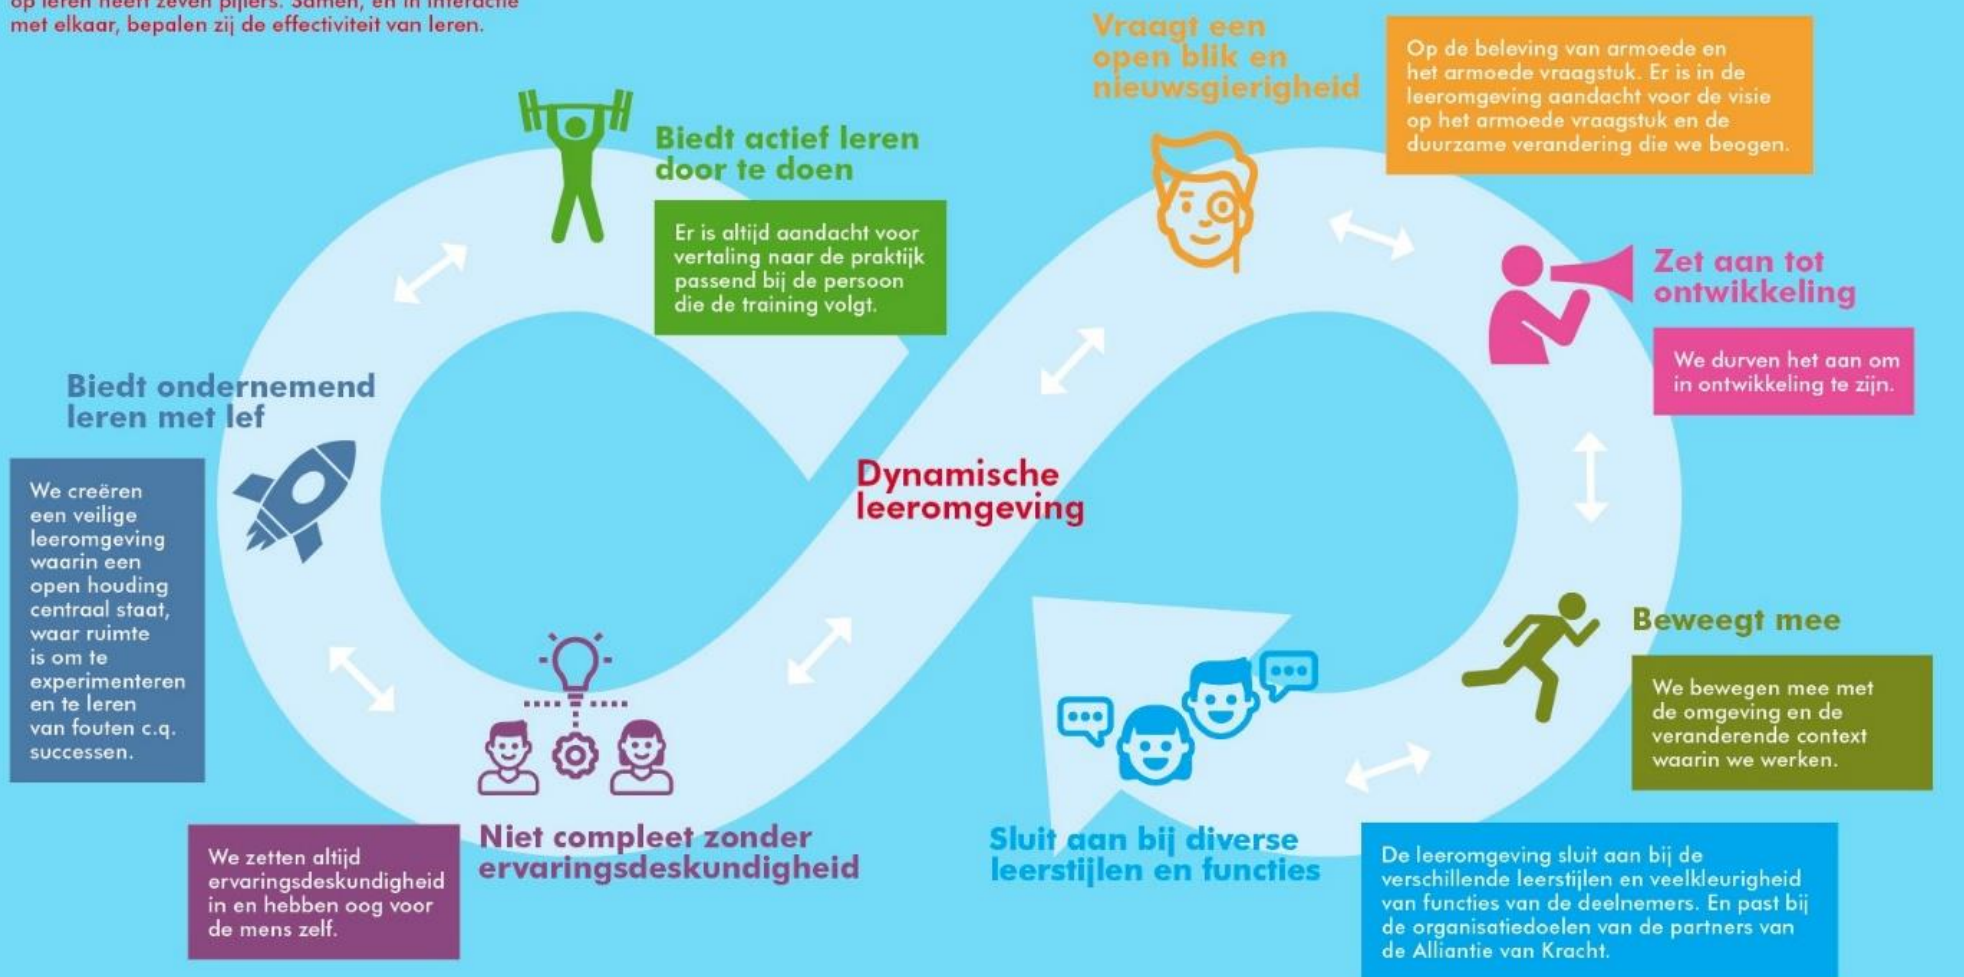 op leren heeft zeven pijlers. Samen, en in interactie
met elkaar, bepalen zij de effectiviteit van leren.
Biedt actief leren
door te doen
Er is altijd aandacht voor
vertaling naar de praktijk
passend bij de persoon
die de training volgt.
Vraagt een
open blik en
nieuwsgierigheid
Op de beleving van armoede en
het armoede vraagstuk. Er is in de
leeromgeving aandacht voor de visie
op het armoede vraagstuk en de
duurzame verandering die we beogen.
Zet aan tot
ontwikkeling
We durven het aan om
in ontwikkeling te zijn.
Biedt ondernemend
leren met lef
We creëren
een veilige
leeromgeving
waarin een
open houding
centraal staat,
waar ruimte
is om te
experimenteren
en te leren
van fouten c.q.
successen.
Dynamische
leeromgeving
Beweegt mee
We bewegen mee met
de omgeving en de
veranderende context
waarin we werken.
We zetten altijd
ervaringsdeskundigheid
in en hebben oog voor
de mens zelf.
Niet compleet zonder
ervaringsdeskundigheid
Sluit aan bij diverse
leerstijlen en functies
De leeromgeving sluit aan bij de
verschillende leerstijlen en veelkleurigheid
van functies van de deelnemers. En past bij
de organisatiedoelen van de partners van
de Alliantie van Kracht.